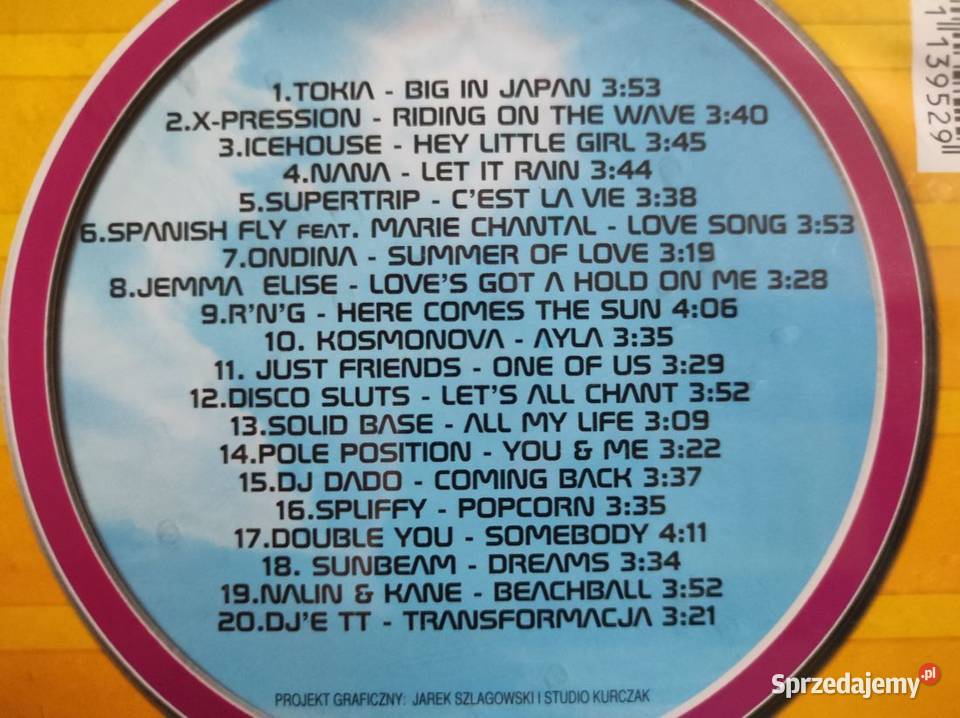 1.TOKIA - BIG IN JAPAN 3:53
2.X-PRESSION - RIDING ON THE WAVE 3:40
3.ICEHOUSE - HEY LITTLE GIRL 3:45
4.NANA - LET IT RAIN 3:44
5.SUPERTRIP - C'EST LA VIE 3:38
6.SPANISH FLY FEAT. MARIE CHANTAL - LOVE SONG 3:53
7.ONDINA - SUMMER OF LOVE 3:19
8.JEMMA ELISE - LOVE'S GOT A HOLD ON ME 3:28
9.R'N'G - HERE COMES THE SUN 4:06
10. KOSMONOVA - AYLA 3:35
11. JUST FRIENDS - ONE OF US 3:29
12.DISCO SLUTS - LET'S ALL CHANT 3:52
13.SOLID BASE - ALL MY LIFE 3:09
14.POLE POSITION - YOU & ME 3:22
15.DJ DADO - COMING BACK 3:37
16.SPLIFFY - POPCORN 3:35
17.DOUBLE YOU - SOMEBODY 4:11
18. SUNBEAM - DREAMS 3:34
19.NALIN & KANE - BEACHBALL 3:52
20.DJ'E TT - TRANSFORMACJA 3:21
PROJEKT GRAFICZNY: JAREK SZLAGOWSKI I STUDIO KURCZAK
1 139529
Sprzedajemy.pl